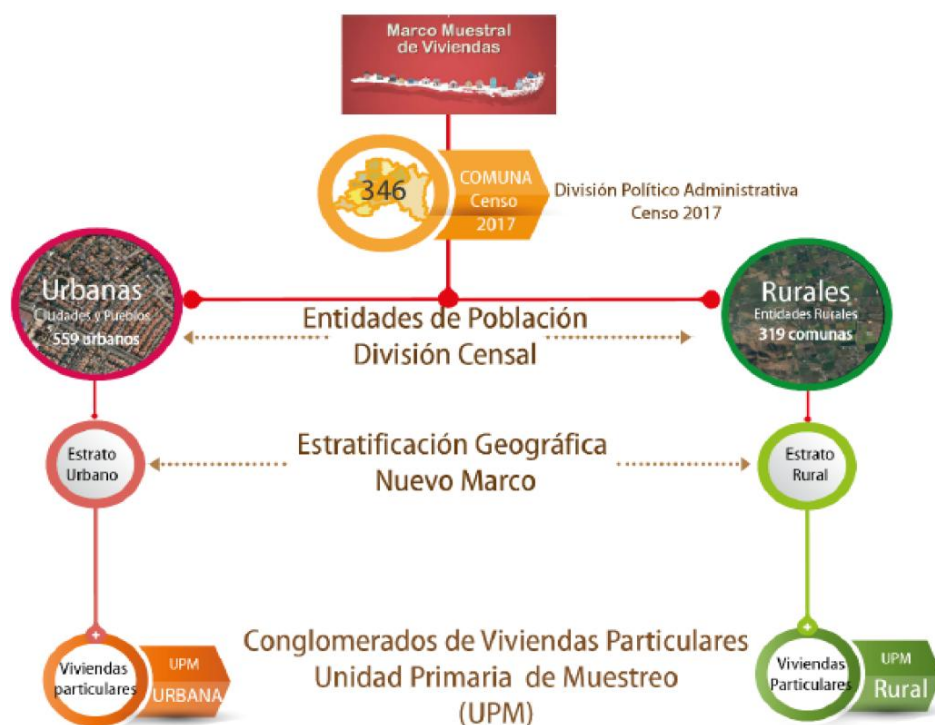 Marco Muestral
de Viviendas
346
COMUNA
Censo
2017
División Político Administrativa
Censo 2017
Urbanas
Ciudades y Pueblos
559 urbanos
Rurales
Entidades Rurales
319 comunas
Entidades de Población
División Censal
Estrato
Urbano
Estratificación Geográfica
Nuevo Marco
Estrato
Rural
Viviendas
particulares
UPM
URBANA
Conglomerados de Viviendas Particulares
Unidad Primaria de Muestreo
(UPM)
Viviendas
Particulares
UPM
Rural